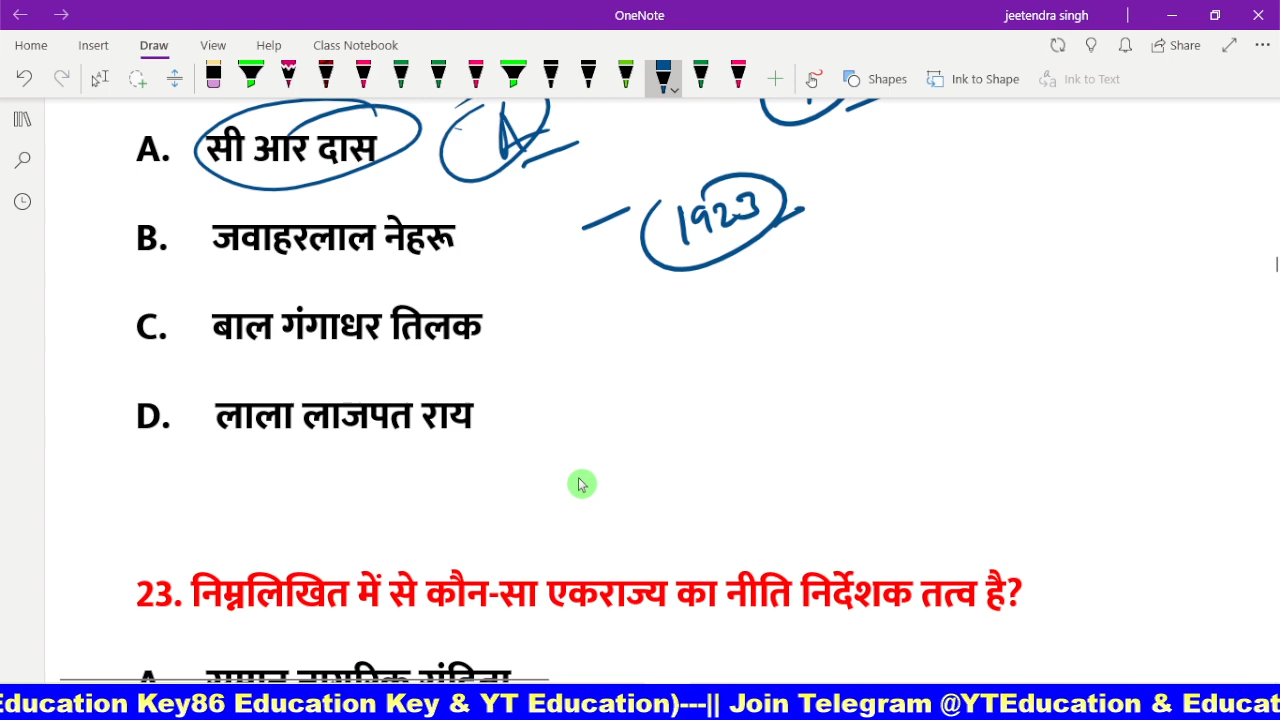 OneNote
jeetendra singh
Home Insert Draw View Help Class Notebook
Share
Shapes Ink to Shape Ink to Text
A. सी आर दास
A
1923
B. जवाहरलाल नेहरू
C. बाल गंगाधर तिलक
D. लाला लाजपत राय
23. निम्नलिखित में से कौन-सा एकराज्य का नीति निर्देशक तत्व है?
A. समान नागरिक संहिता
Education Key86 Education Key & YT Education)---|| Join Telegram @YTEducation & Educat